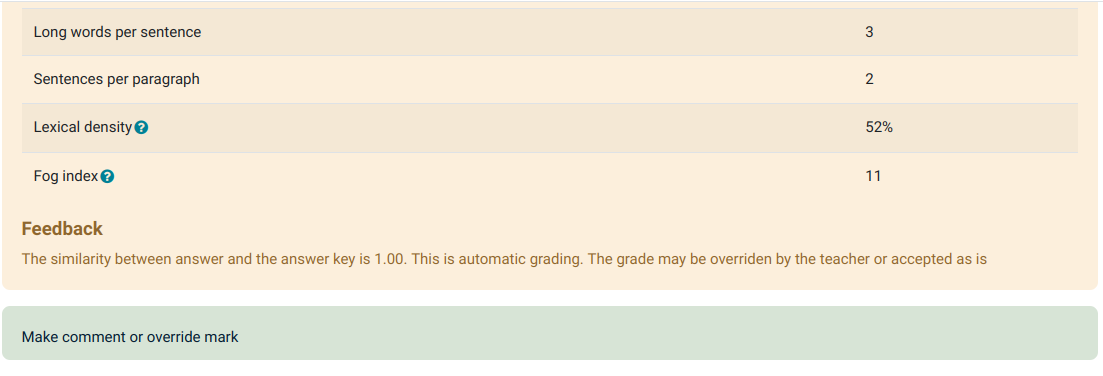 Long words per sentence 3
Sentences per paragraph 2
Lexical density 52%
Fog index 11
Feedback
The similarity between answer and the answer key is 1.00. This is automatic grading. The grade may be overriden by the teacher or accepted as is
Make comment or override mark